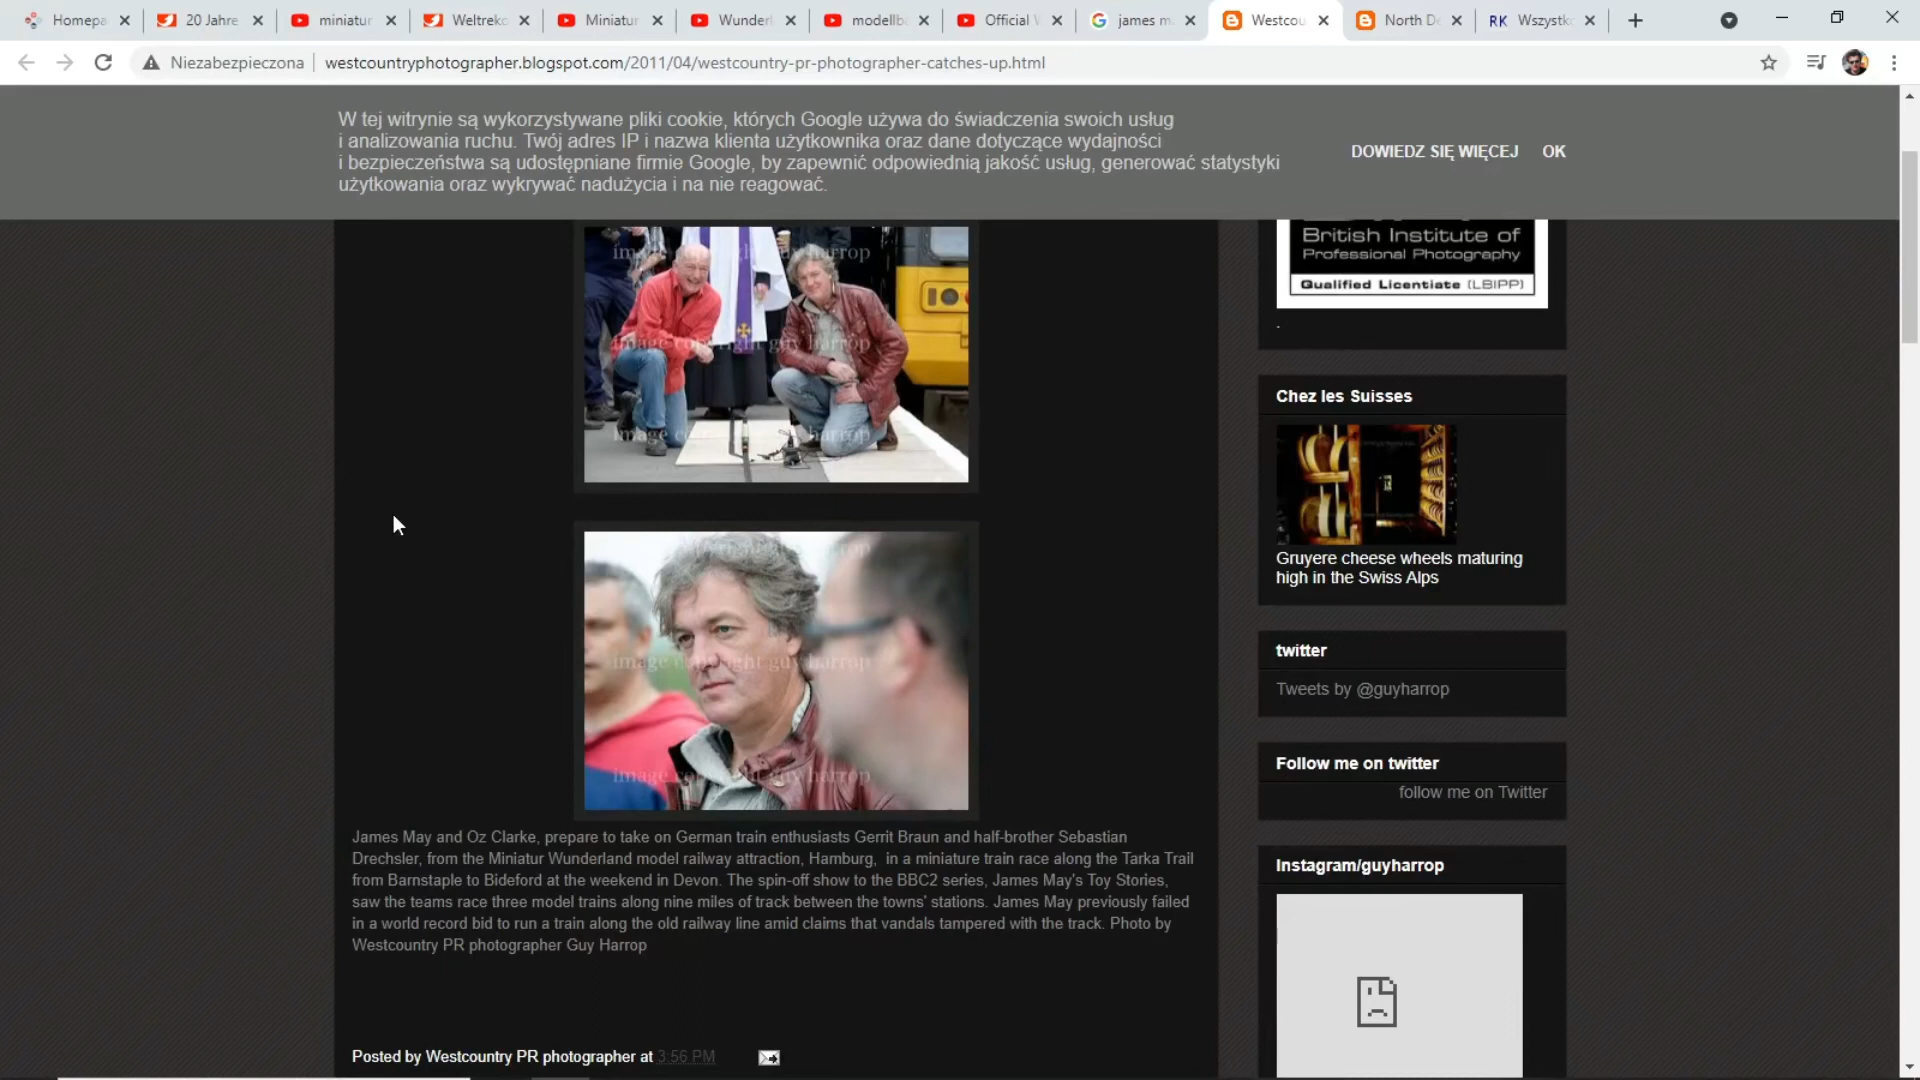 Homepa
20 Jahre
miniatur
Weltreko
Miniatur
Wunderl
modellb
Official
james m
Westcou
North D
RK Wszystk
Niezabezpieczona
westcountryphotographer.blogspot.com/2011/04/westcountry-pr-photographer-catches-up.html
W tej witrynie są wykorzystywane pliki cookie, których Google używa do świadczenia swoich usług
i analizowania ruchu. Twój adres IP i nazwa klienta użytkownika oraz dane dotyczące wydajności
i bezpieczeństwa są udostępniane firmie Google, by zapewnić odpowiednią jakość usług, generować statystyki
użytkowania oraz wykrywać nadużycia i na nie reagować.
DOWIEDZ SIĘ WIĘCEJ OK
image copyright guy harrop
image copyright guy harrop
James May and Oz Clarke, prepare to take on German train enthusiasts Gerrit Braun and half-brother Sebastian
Drechsler, from the Miniatur Wunderland model railway attraction, Hamburg, in a miniature train race along the Tarka Trail
from Barnstaple to Bideford at the weekend in Devon. The spin-off show to the BBC2 series, James May's Toy Stories,
saw the teams race three model trains along nine miles of track between the towns' stations. James May previously failed
in a world record bid to run a train along the old railway line amid claims that vandals tampered with the track. Photo by
Westcountry PR photographer Guy Harrop
Posted by Westcountry PR photographer at 3:56 PM
British Institute of
Professional Photography
Qualified Licentiate (LBIPP)
.
Chez les Suisses
Gruyere cheese wheels maturing
high in the Swiss Alps
twitter
Tweets by @guyharrop
Follow me on twitter
follow me on Twitter
Instagram/guyharrop